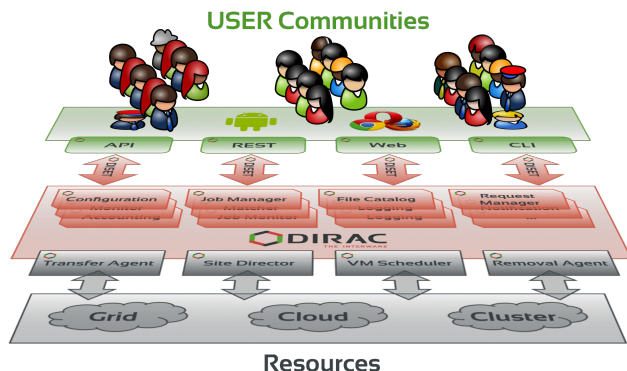 USER Communities
API REST Web CLI
DISET DISET DISET DISET
Configuration Job Manager File Catalog Request Manager
Monitor Matcher Logging Notification
Accounting Job Monitor Logging ...
DIRAC
THE INTERWARE
Transfer Agent Site Director VM Scheduler Removal Agent
Grid Cloud Cluster
Resources